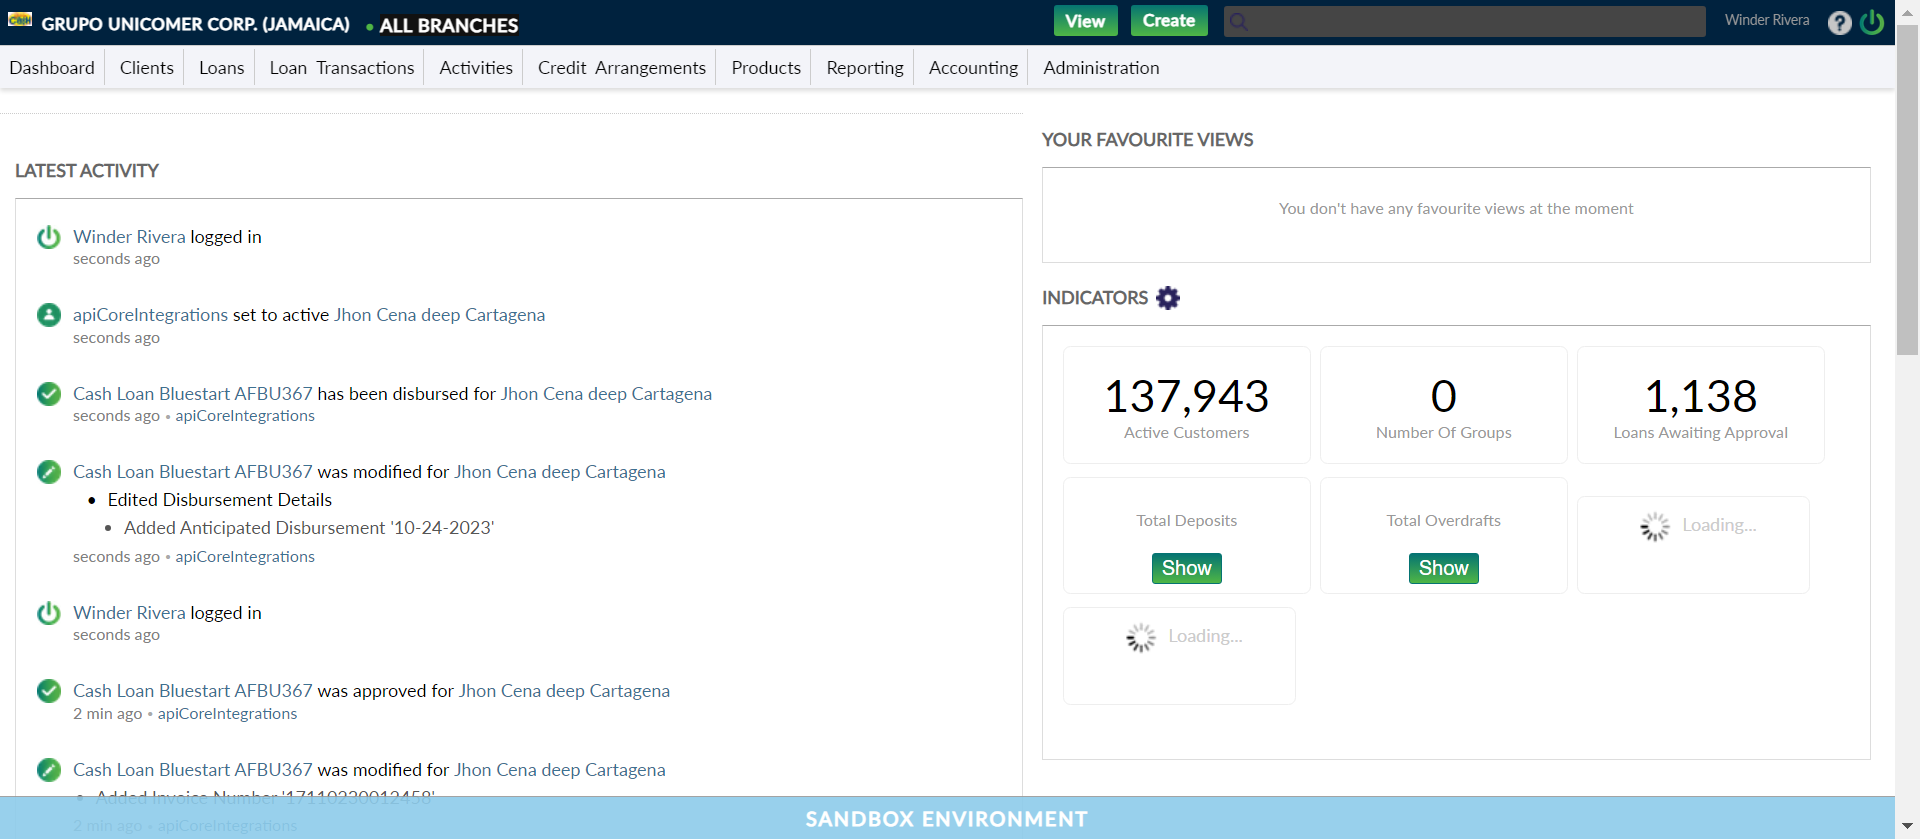 Cash GRUPO UNICOMER CORP. (JAMAICA) • ALL BRANCHES View Create Winder Rivera ?
Dashboard Clients Loans Loan Transactions Activities Credit Arrangements Products Reporting Accounting Administration
LATEST ACTIVITY
Winder Rivera logged in
seconds ago
apiCoreIntegrations set to active Jhon Cena deep Cartagena
seconds ago
Cash Loan Bluestart AFBU367 has been disbursed for Jhon Cena deep Cartagena
seconds ago • apiCoreIntegrations
Cash Loan Bluestart AFBU367 was modified for Jhon Cena deep Cartagena
• Edited Disbursement Details
• Added Anticipated Disbursement '10-24-2023'
seconds ago • apiCoreIntegrations
Winder Rivera logged in
seconds ago
Cash Loan Bluestart AFBU367 was approved for Jhon Cena deep Cartagena
2 min ago • apiCoreIntegrations
Cash Loan Bluestart AFBU367 was modified for Jhon Cena deep Cartagena
• Added Invoice Number '17110230012458'
2 min ago • apiCoreIntegrations
YOUR FAVOURITE VIEWS
You don't have any favourite views at the moment
INDICATORS
137,943
Active Customers
0
Number Of Groups
1,138
Loans Awaiting Approval
Total Deposits
Show
Total Overdrafts
Show
Loading...
Loading...
SANDBOX ENVIRONMENT